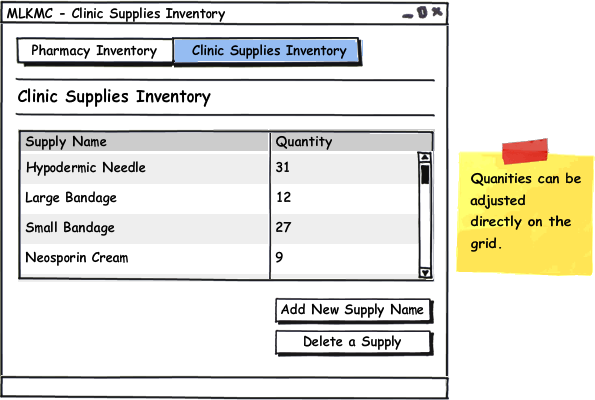 MLKMC - Clinic Supplies Inventory
Pharmacy Inventory Clinic Supplies Inventory
Clinic Supplies Inventory
Supply Name Quantity
Hypodermic Needle 31
Large Bandage 12
Small Bandage 27
Neosporin Cream 9
Add New Supply Name
Delete a Supply
Quanities can be
adjusted
directly on the
grid.